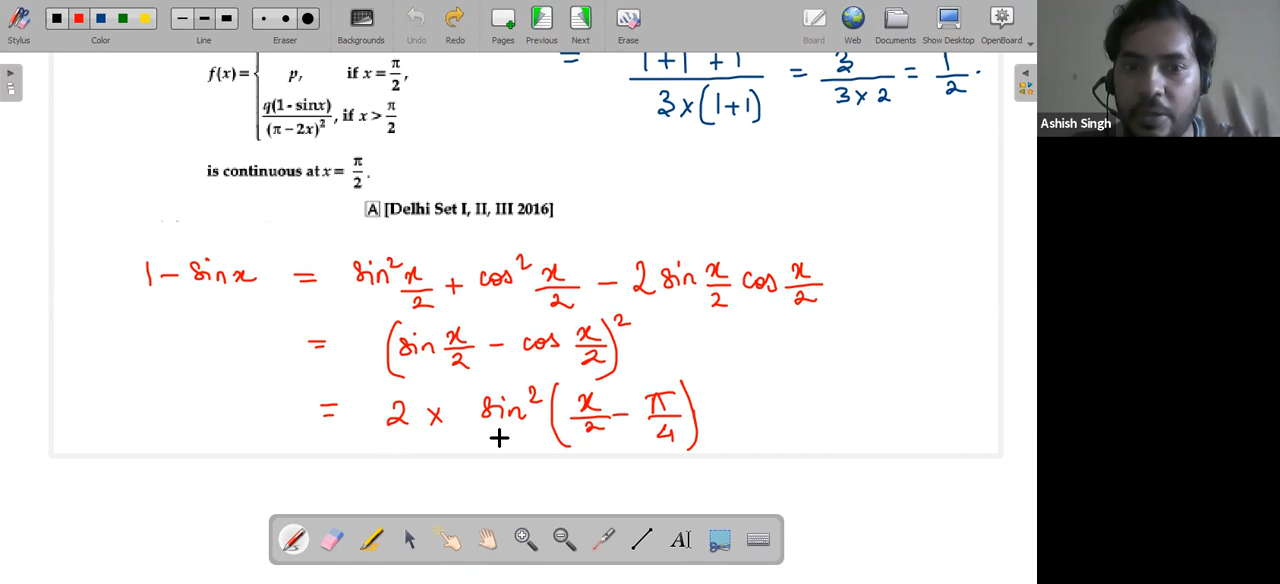 Stylus Color Line Eraser Backgrounds Undo Redo Pages Previous Next Erase Board Web Documents Show Desktop OpenBoard
Ashish Singh
f(x) = { p, if x = π/2,
q(1 - sinx)/(π - 2x)², if x > π/2
is continuous at x = π/2.
A [Delhi Set I, II, III 2016]
= (1+1+1)/(3×(1+1)) = 3/(3×2) = 1/2.
1 - sin x = sin² x/2 + cos² x/2 - 2 sin x/2 cos x/2
= (sin x/2 - cos x/2)²
= 2 × sin² (x/2 - π/4)